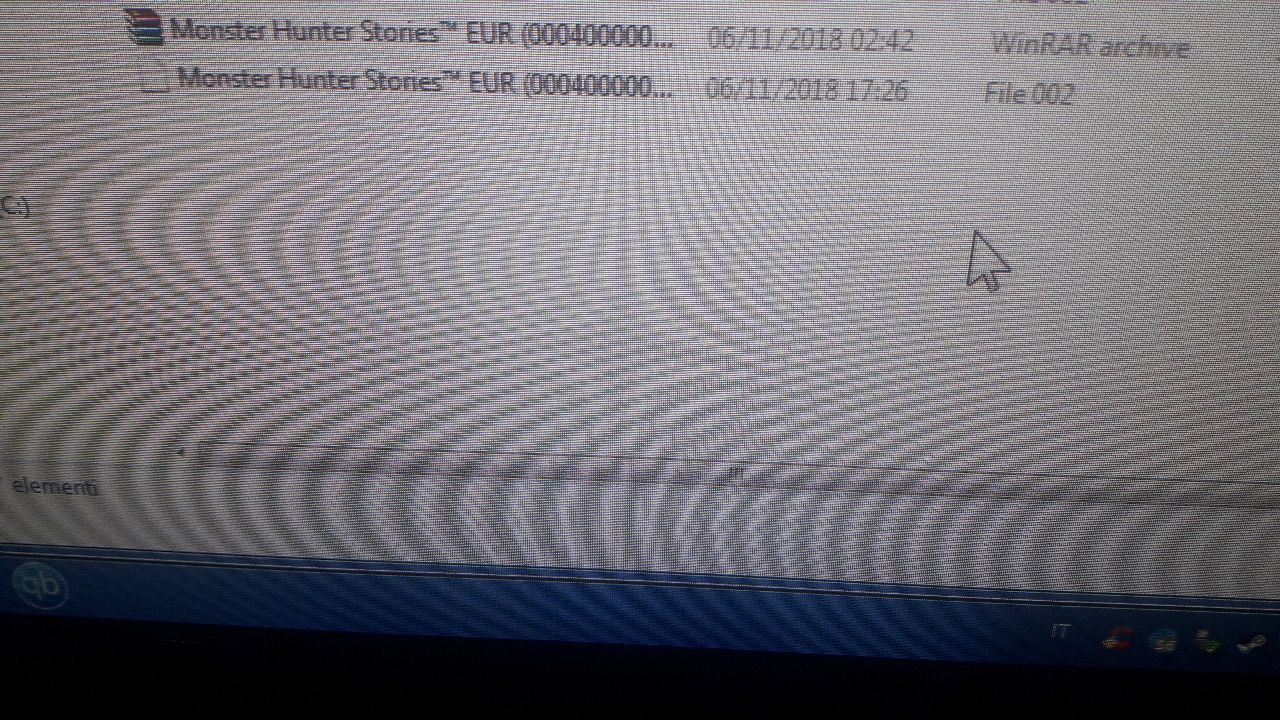 Monster Hunter Stories™ EUR (000400000... 06/11/2018 02:42 WinRAR archive
Monster Hunter Stories™ EUR (000400000... 06/11/2018 17:26 File 002
C:)
elementi
qb
IT